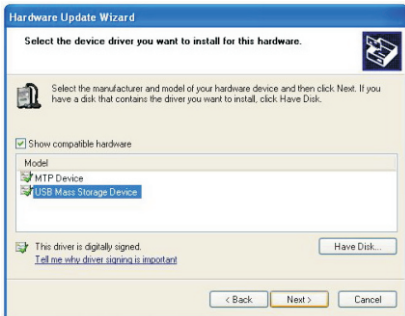 Hardware Update Wizard
Select the device driver you want to install for this hardware.
Select the manufacturer and model of your hardware device and then click Next. If you
have a disk that contains the driver you want to install, click Have Disk.
Show compatible hardware
Model
MTP Device
USB Mass Storage Device
This driver is digitally signed.
Tell me why driver signing is important
Have Disk...
< Back
Next >
Cancel